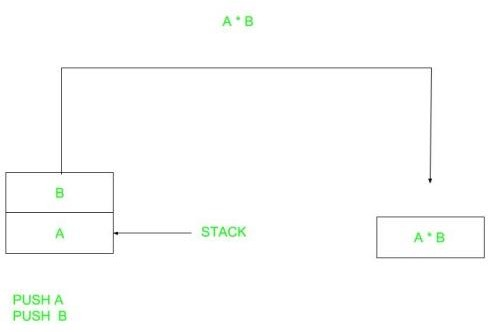 A * B
B
A
STACK
A * B
PUSH A
PUSH B